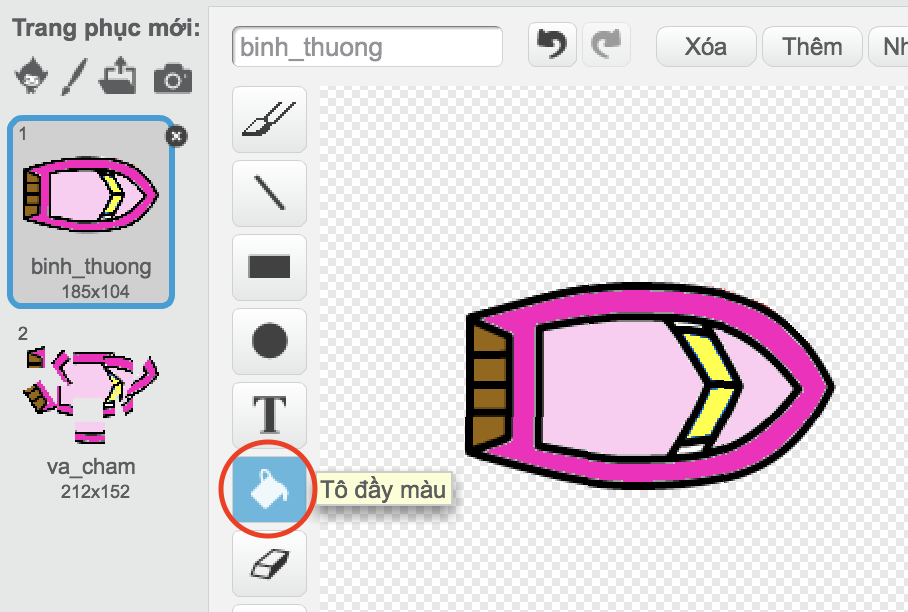 Trang phục mới:
binh_thuong
Xóa
Thêm
Nh
1
binh_thuong
185x104
2
va_cham
212x152
T
Tô đầy màu